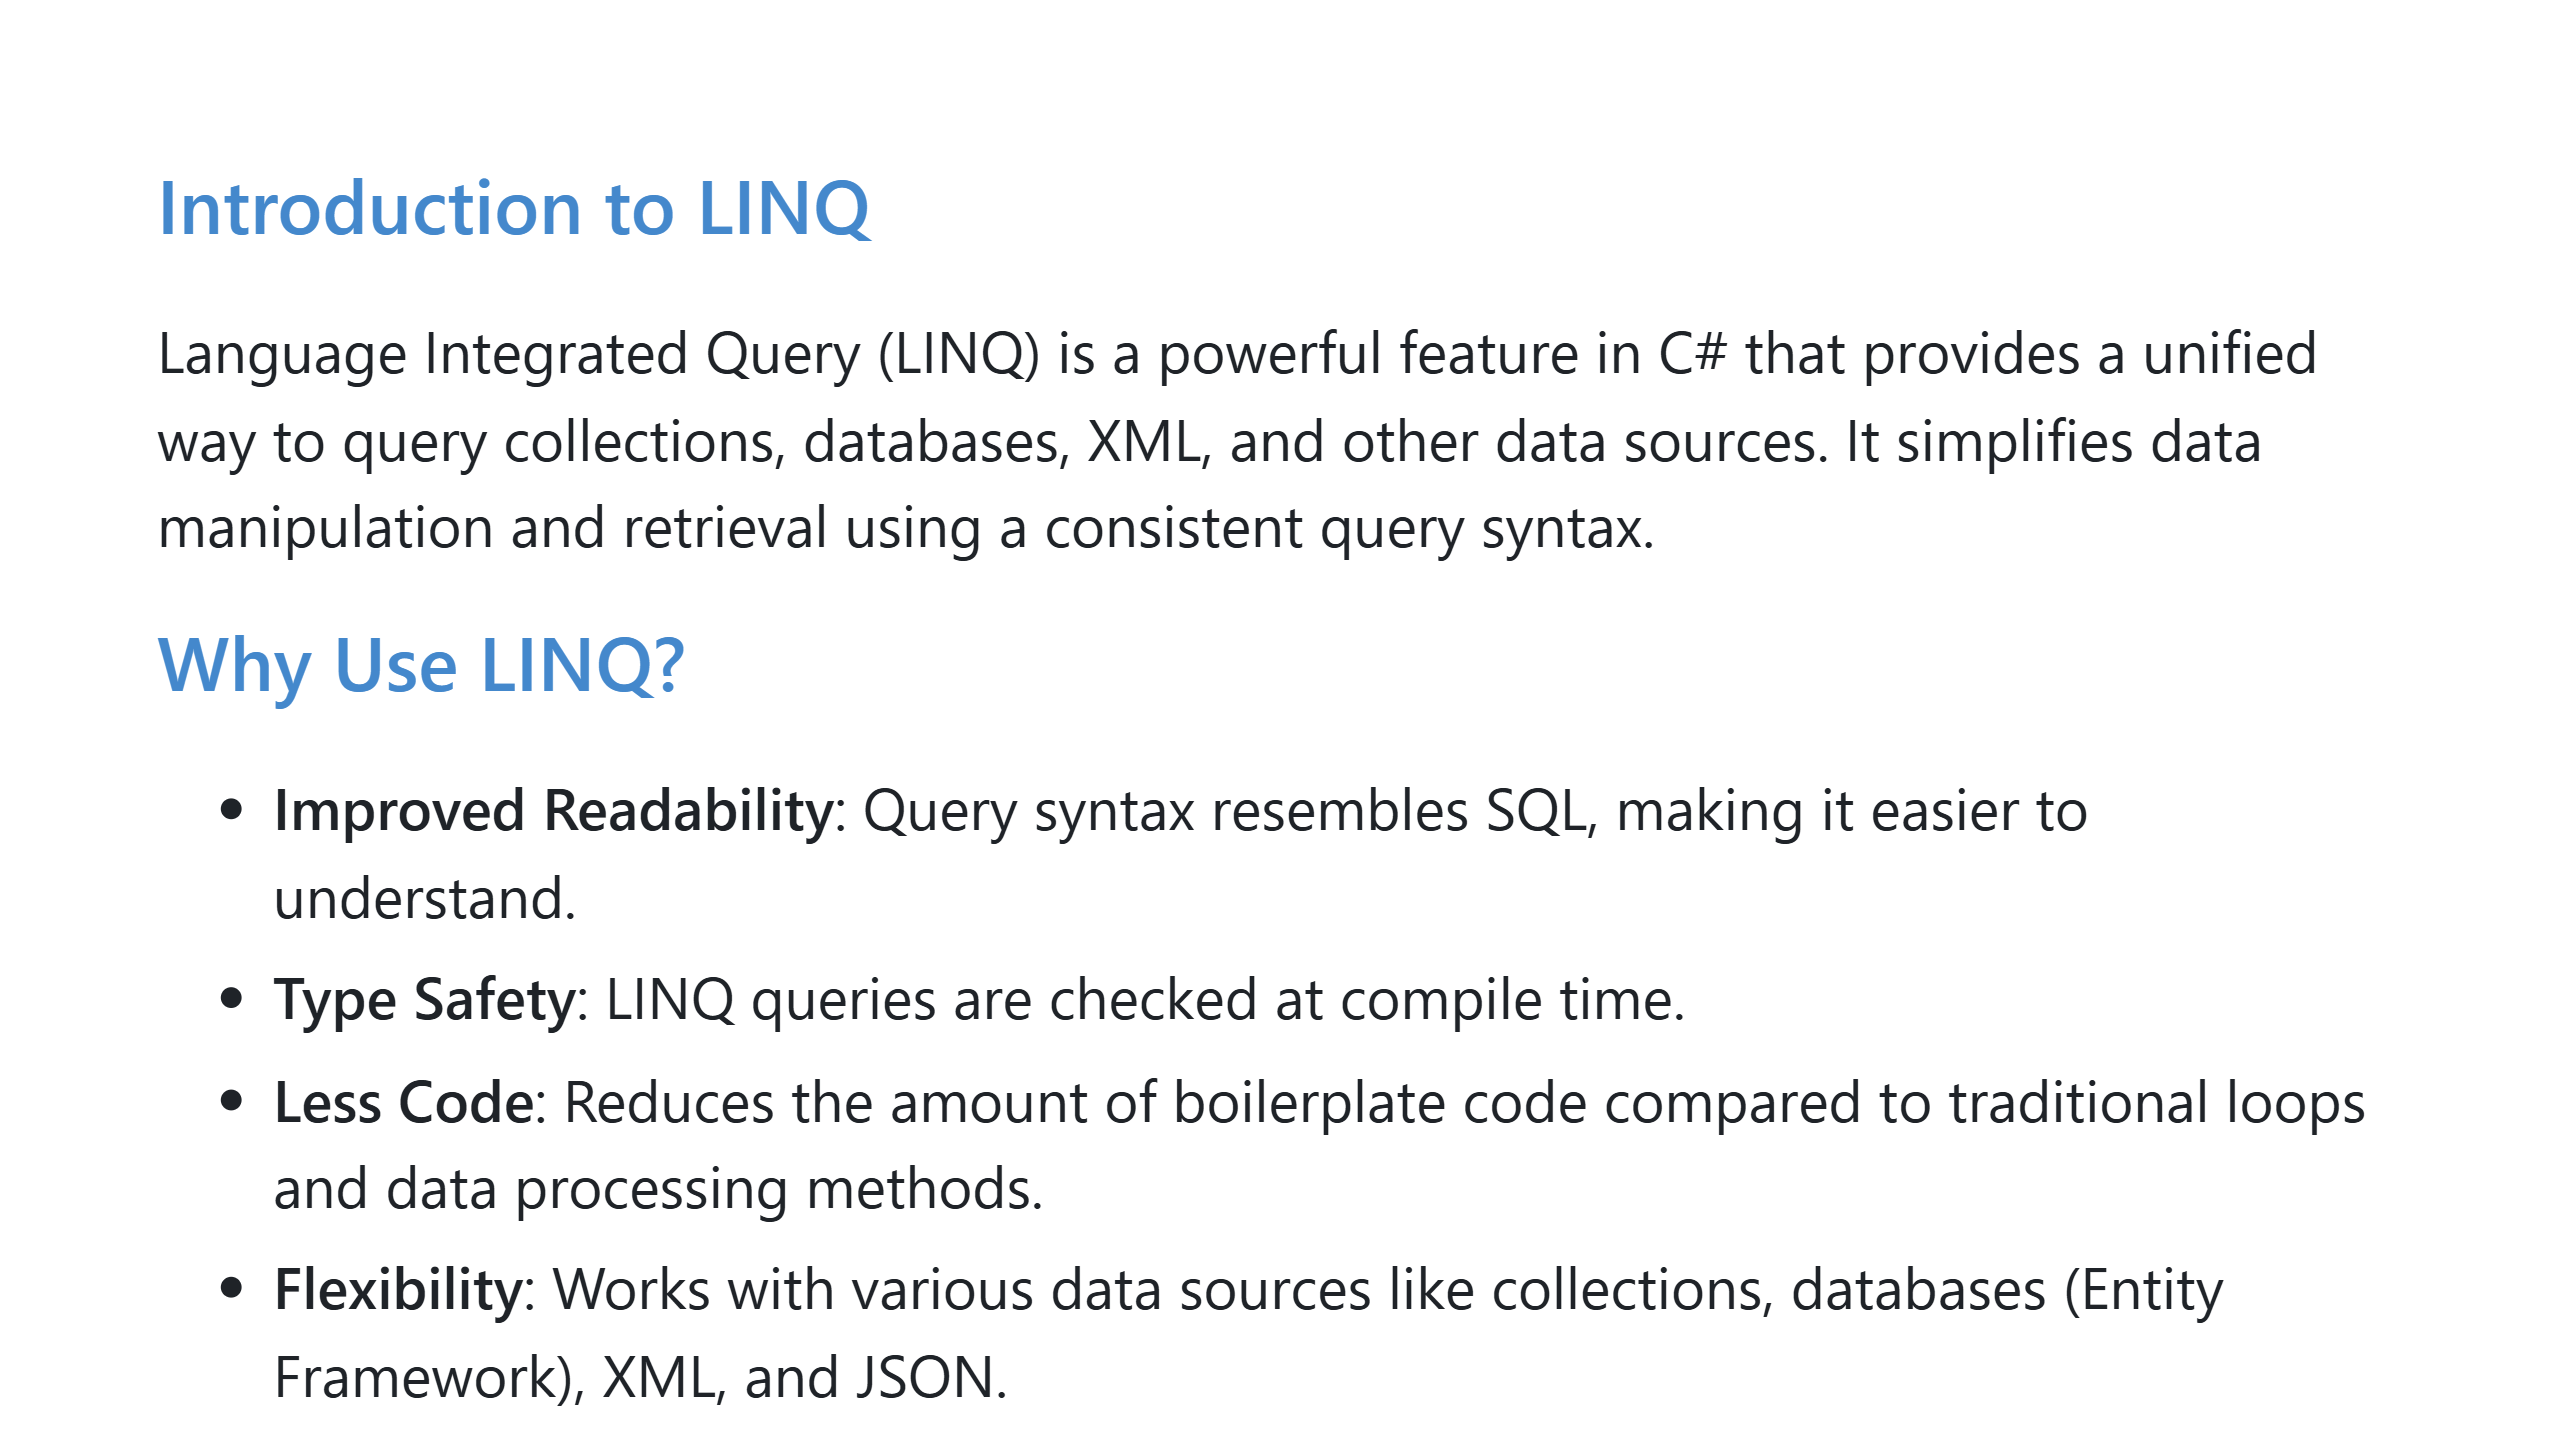 Introduction to LINQ
Language Integrated Query (LINQ) is a powerful feature in C# that provides a unified
way to query collections, databases, XML, and other data sources. It simplifies data
manipulation and retrieval using a consistent query syntax.
Why Use LINQ?
• Improved Readability: Query syntax resembles SQL, making it easier to
understand.
• Type Safety: LINQ queries are checked at compile time.
• Less Code: Reduces the amount of boilerplate code compared to traditional loops
and data processing methods.
• Flexibility: Works with various data sources like collections, databases (Entity
Framework), XML, and JSON.